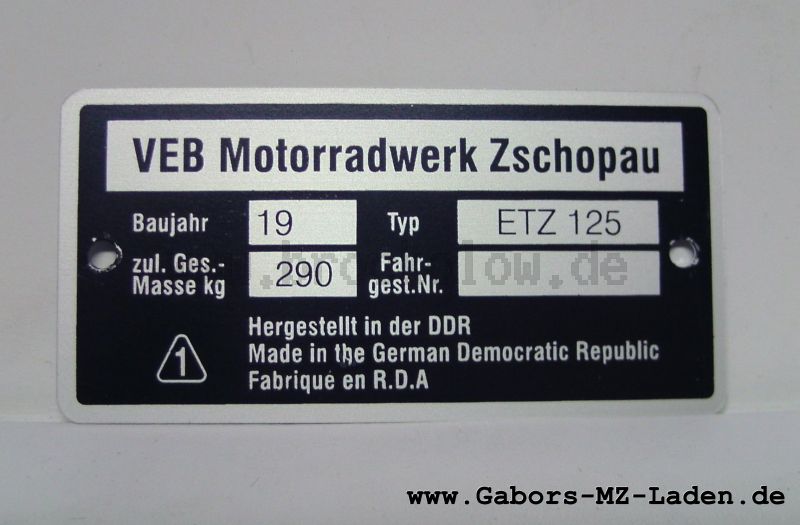 VEB Motorradwerk Zschopau
Baujahr 19 Typ ETZ 125
zul. Ges.-
Masse kg 290 Fahr-
gest.Nr.
1
Hergestellt in der DDR
Made in the German Democratic Republic
Fabrique en R.D.A
www.Gabors-MZ-Laden.de